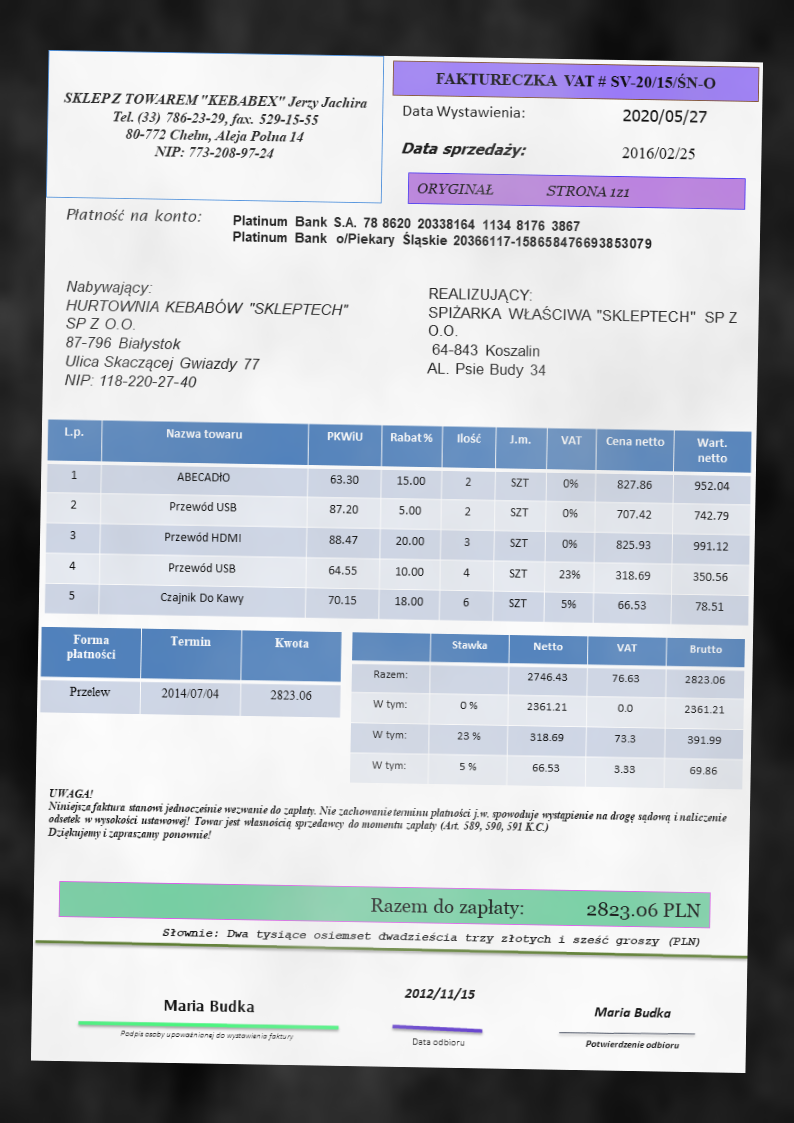 SKLEP Z TOWAREM "KEBABEX" Jerzy Jachira
Tel. (33) 786-23-29, fax. 529-15-55
80-772 Chełm, Aleja Polna 14
NIP: 773-208-97-24
FAKTURECZKA VAT # SV-20/15/ŚN-O
Data Wystawienia: 2020/05/27
Data sprzedaży: 2016/02/25
ORYGINAŁ STRONA 1z1
Płatność na konto:
Platinum Bank S.A. 78 8620 20338164 1134 8176 3867
Platinum Bank o/Piekary Śląskie 20366117-158658476693853079
Nabywający:
HURTOWNIA KEBABÓW "SKLEPTECH"
SP Z O.O.
87-796 Białystok
Ulica Skaczącej Gwiazdy 77
NIP: 118-220-27-40
REALIZUJĄCY:
SPIŻARKA WŁAŚCIWA "SKLEPTECH" SP Z
O.O.
64-843 Koszalin
AL. Psie Budy 34
L.p. Nazwa towaru PKWiU Rabat % Ilość J.m. VAT Cena netto Wart. netto
1 ABECADłO 63.30 15.00 2 SZT 0% 827.86 952.04
2 Przewód USB 87.20 5.00 2 SZT 0% 707.42 742.79
3 Przewód HDMI 88.47 20.00 3 SZT 0% 825.93 991.12
4 Przewód USB 64.55 10.00 4 SZT 23% 318.69 350.56
5 Czajnik Do Kawy 70.15 18.00 6 SZT 5% 66.53 78.51
Forma płatności Termin Kwota
Przelew 2014/07/04 2823.06
Stawka Netto VAT Brutto
Razem: 2746.43 76.63 2823.06
W tym: 0 % 2361.21 0.0 2361.21
W tym: 23 % 318.69 73.3 391.99
W tym: 5 % 66.53 3.33 69.86
UWAGA!
Niniejsza faktura stanowi jednocześnie wezwanie do zapłaty. Nie zachowanie terminu płatności j.w. spowoduje wystąpienie na drogę sądową i naliczenie
odsetek w wysokości ustawowej! Towar jest własnością sprzedawcy do momentu zapłaty (Art. 589, 590, 591 K.C.)
Dziękujemy i zapraszamy ponownie!
Razem do zapłaty: 2823.06 PLN
Słownie: Dwa tysiące osiemset dwadzieścia trzy złotych i sześć groszy (PLN)
Maria Budka
Podpis osoby upoważnionej do wystawienia faktury
2012/11/15
Data odbioru
Maria Budka
Potwierdzenie odbioru